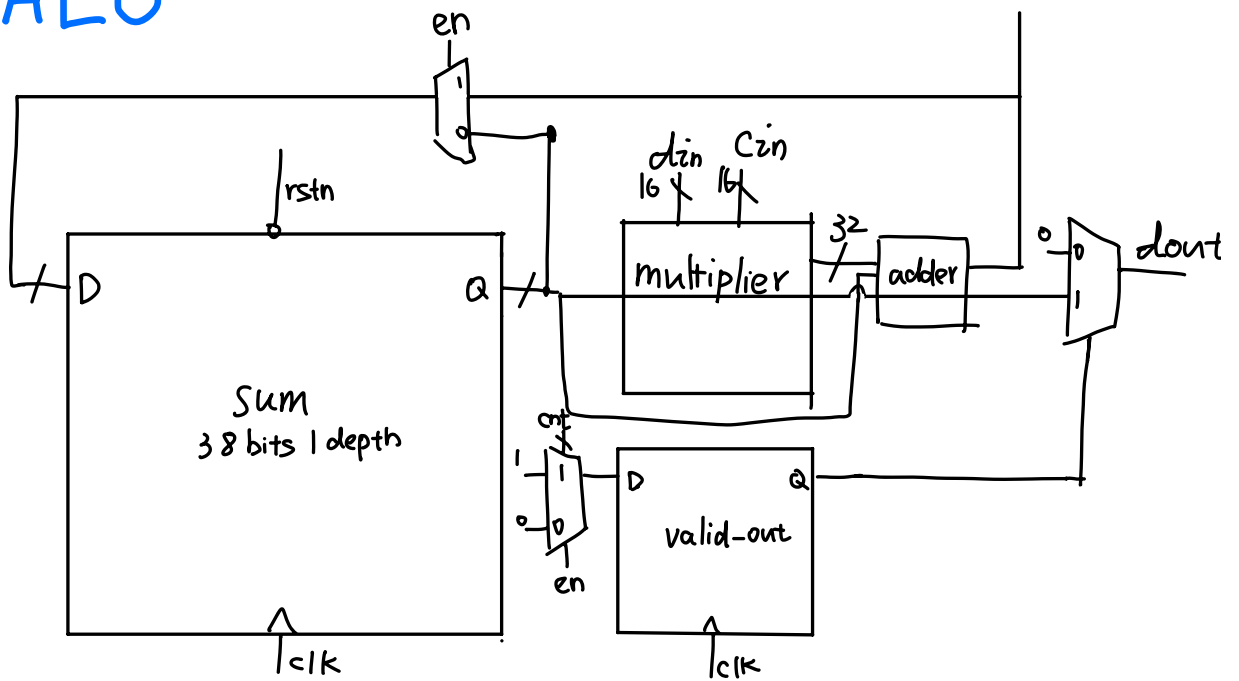 ALU
en
1
0
din
Cin
16
16
rstn
32
0
0
dout
D
Q
multiplier
adder
1
sum
38 bits 1 depth
cnt
1
1
D
Q
0
0
valid-out
en
clk
clk